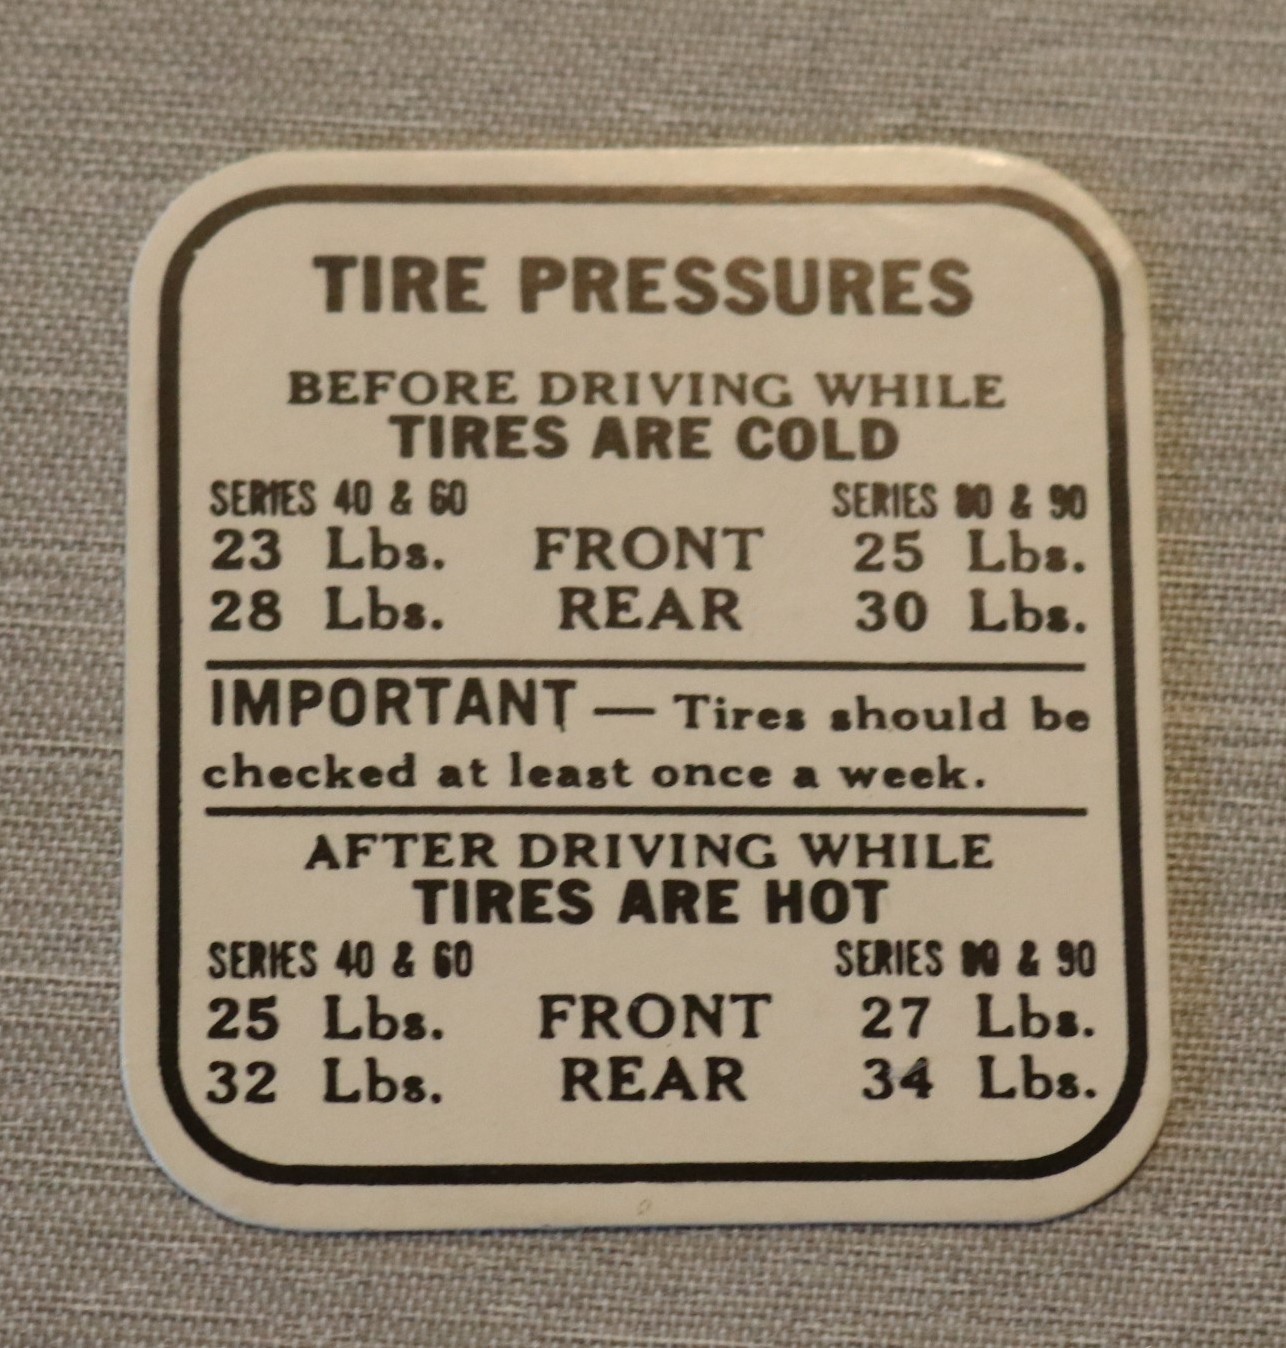 TIRE PRESSURES
BEFORE DRIVING WHILE
TIRES ARE COLD
SERIES 40 & 60 SERIES 80 & 90
23 Lbs. FRONT 25 Lbs.
28 Lbs. REAR 30 Lbs.
IMPORTANT — Tires should be
checked at least once a week.
AFTER DRIVING WHILE
TIRES ARE HOT
SERIES 40 & 60 SERIES 80 & 90
25 Lbs. FRONT 27 Lbs.
32 Lbs. REAR 34 Lbs.